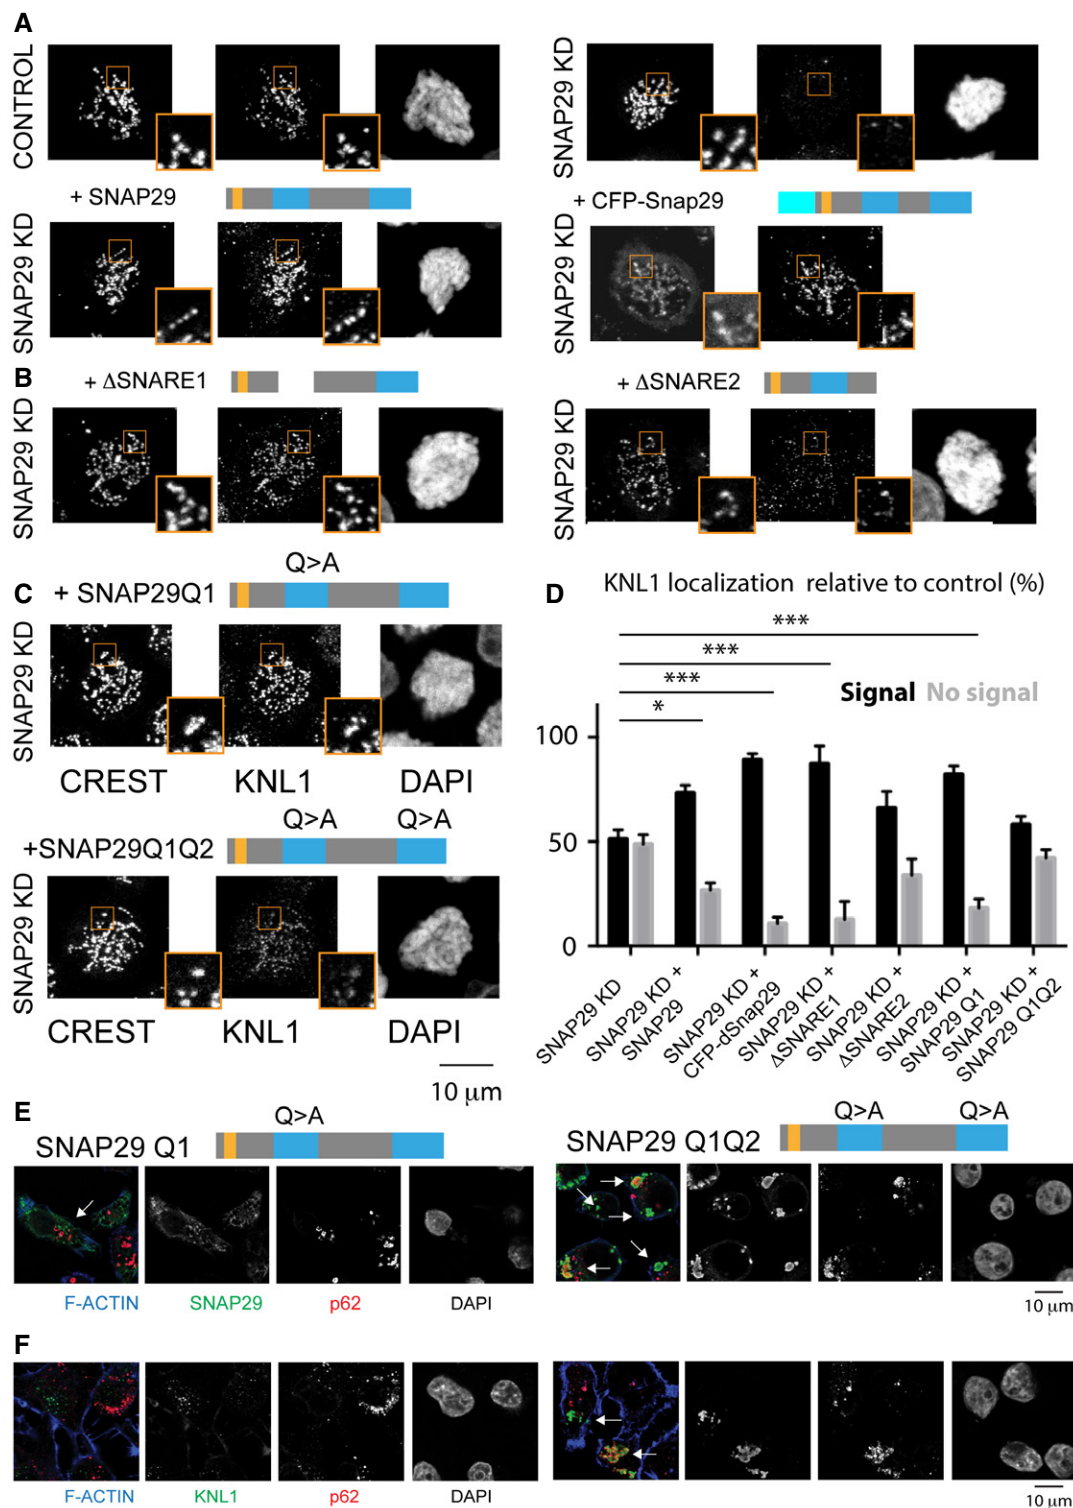 A
CONTROL
SNAP29 KD
+ SNAP29
SNAP29 KD
+ CFP-Snap29
SNAP29 KD
B
+ ΔSNARE1
SNAP29 KD
+ ΔSNARE2
SNAP29 KD
C
Q>A
+ SNAP29Q1
SNAP29 KD
CREST KNL1 DAPI
Q>A Q>A
+SNAP29Q1Q2
SNAP29 KD
CREST KNL1 DAPI
10 μm
D
KNL1 localization relative to control (%)
***
***
***
*
Signal No signal
100
50
0
SNAP29 KD
SNAP29 KD +
SNAP29
SNAP29 KD +
CFP-dSnap29
SNAP29 KD +
ΔSNARE1
SNAP29 KD +
ΔSNARE2
SNAP29 KD +
SNAP29 Q1
SNAP29 KD +
SNAP29 Q1Q2
E
Q>A
SNAP29 Q1
Q>A Q>A
SNAP29 Q1Q2
F-ACTIN SNAP29 p62 DAPI
10 μm
F
F-ACTIN KNL1 p62 DAPI
10 μm